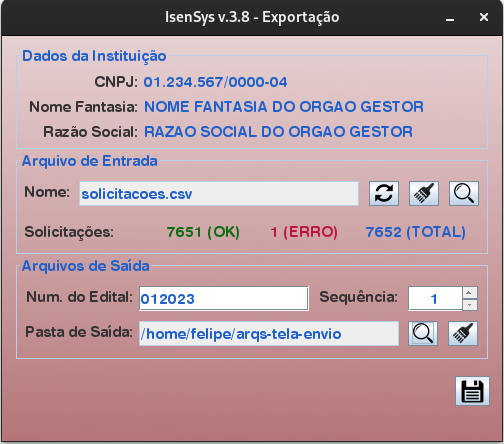 IsenSys v.3.8 - Exportação
Dados da Instituição
CNPJ: 01.234.567/0000-04
Nome Fantasia: NOME FANTASIA DO ORGAO GESTOR
Razão Social: RAZAO SOCIAL DO ORGAO GESTOR
Arquivo de Entrada
Nome: solicitacoes.csv
Solicitações: 7651 (OK) 1 (ERRO) 7652 (TOTAL)
Arquivos de Saída
Num. do Edital: 012023 Sequência: 1
Pasta de Saída: /home/felipe/arqs-tela-envio